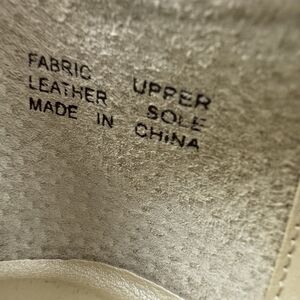 FABRIC UPPER
LEATHER SOLE
MADE IN CHINA